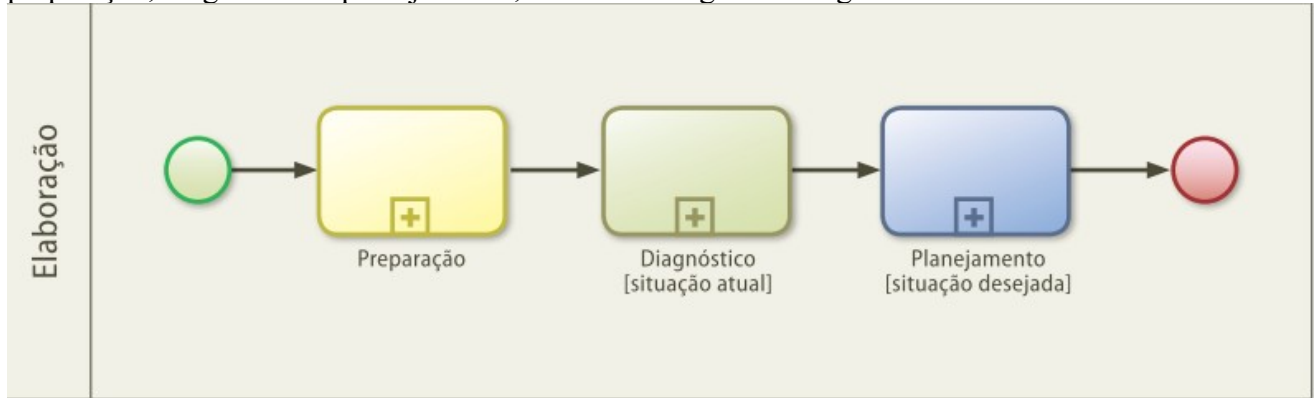 Elaboração
Preparação
Diagnóstico
[situação atual]
Planejamento
[situação desejada]